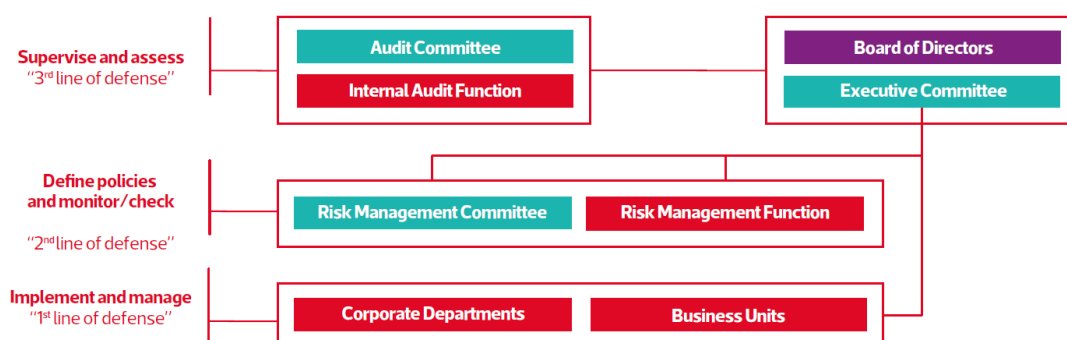 Supervise and assess
“3rd line of defense”
Audit Committee
Internal Audit Function
Board of Directors
Executive Committee
Define policies
and monitor/check
“2nd line of defense”
Risk Management Committee
Risk Management Function
Implement and manage
“1st line of defense”
Corporate Departments
Business Units